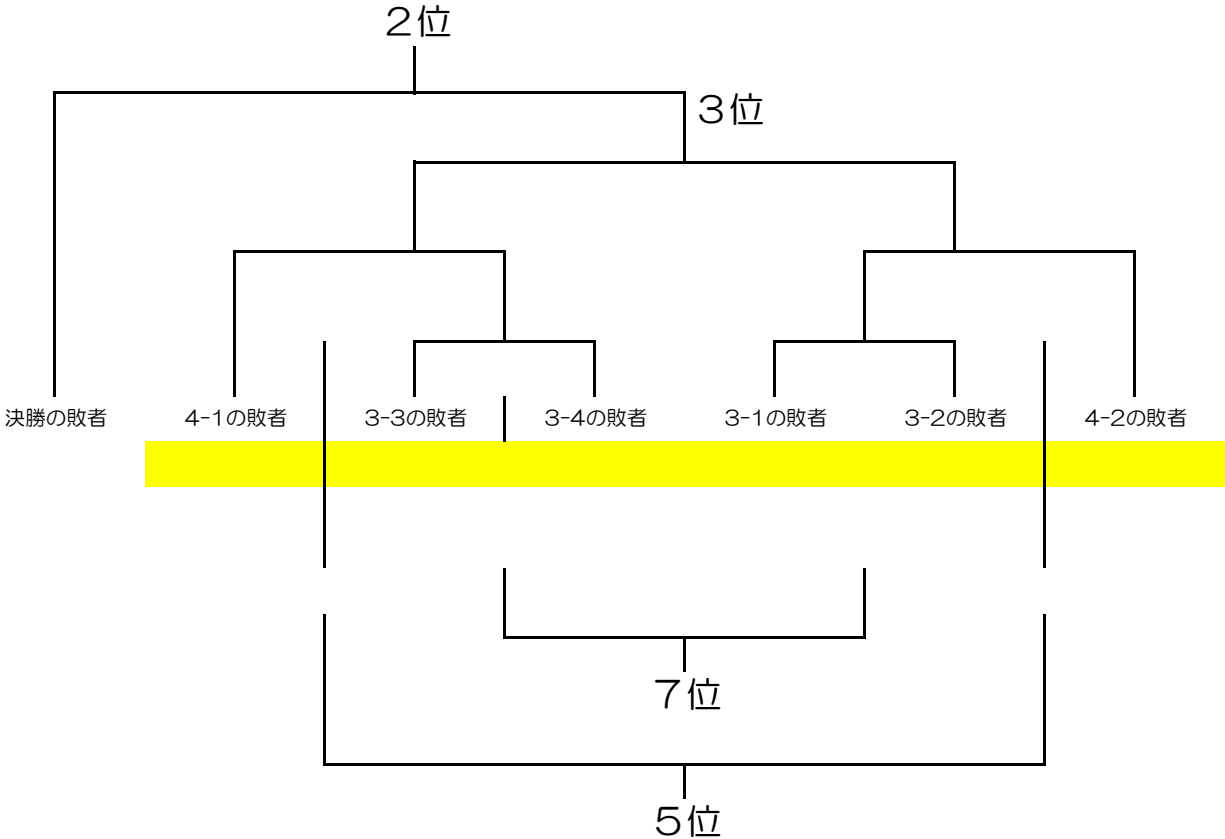 ２位
３位
決勝の敗者
4-1の敗者
3-3の敗者
3-4の敗者
3-1の敗者
3-2の敗者
4-2の敗者
７位
５位